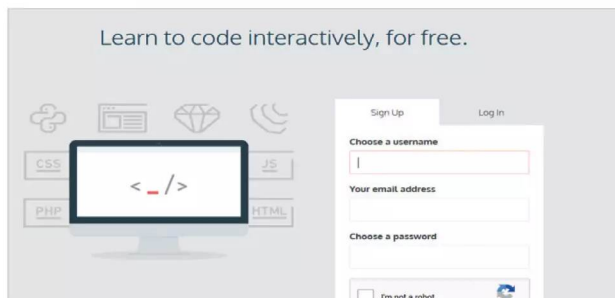 Learn to code interactively, for free.
Sign Up
Log In
Choose a username
CSS
JS
< _ />
Your email address
PHP
HTML
Choose a password
I'm not a robot